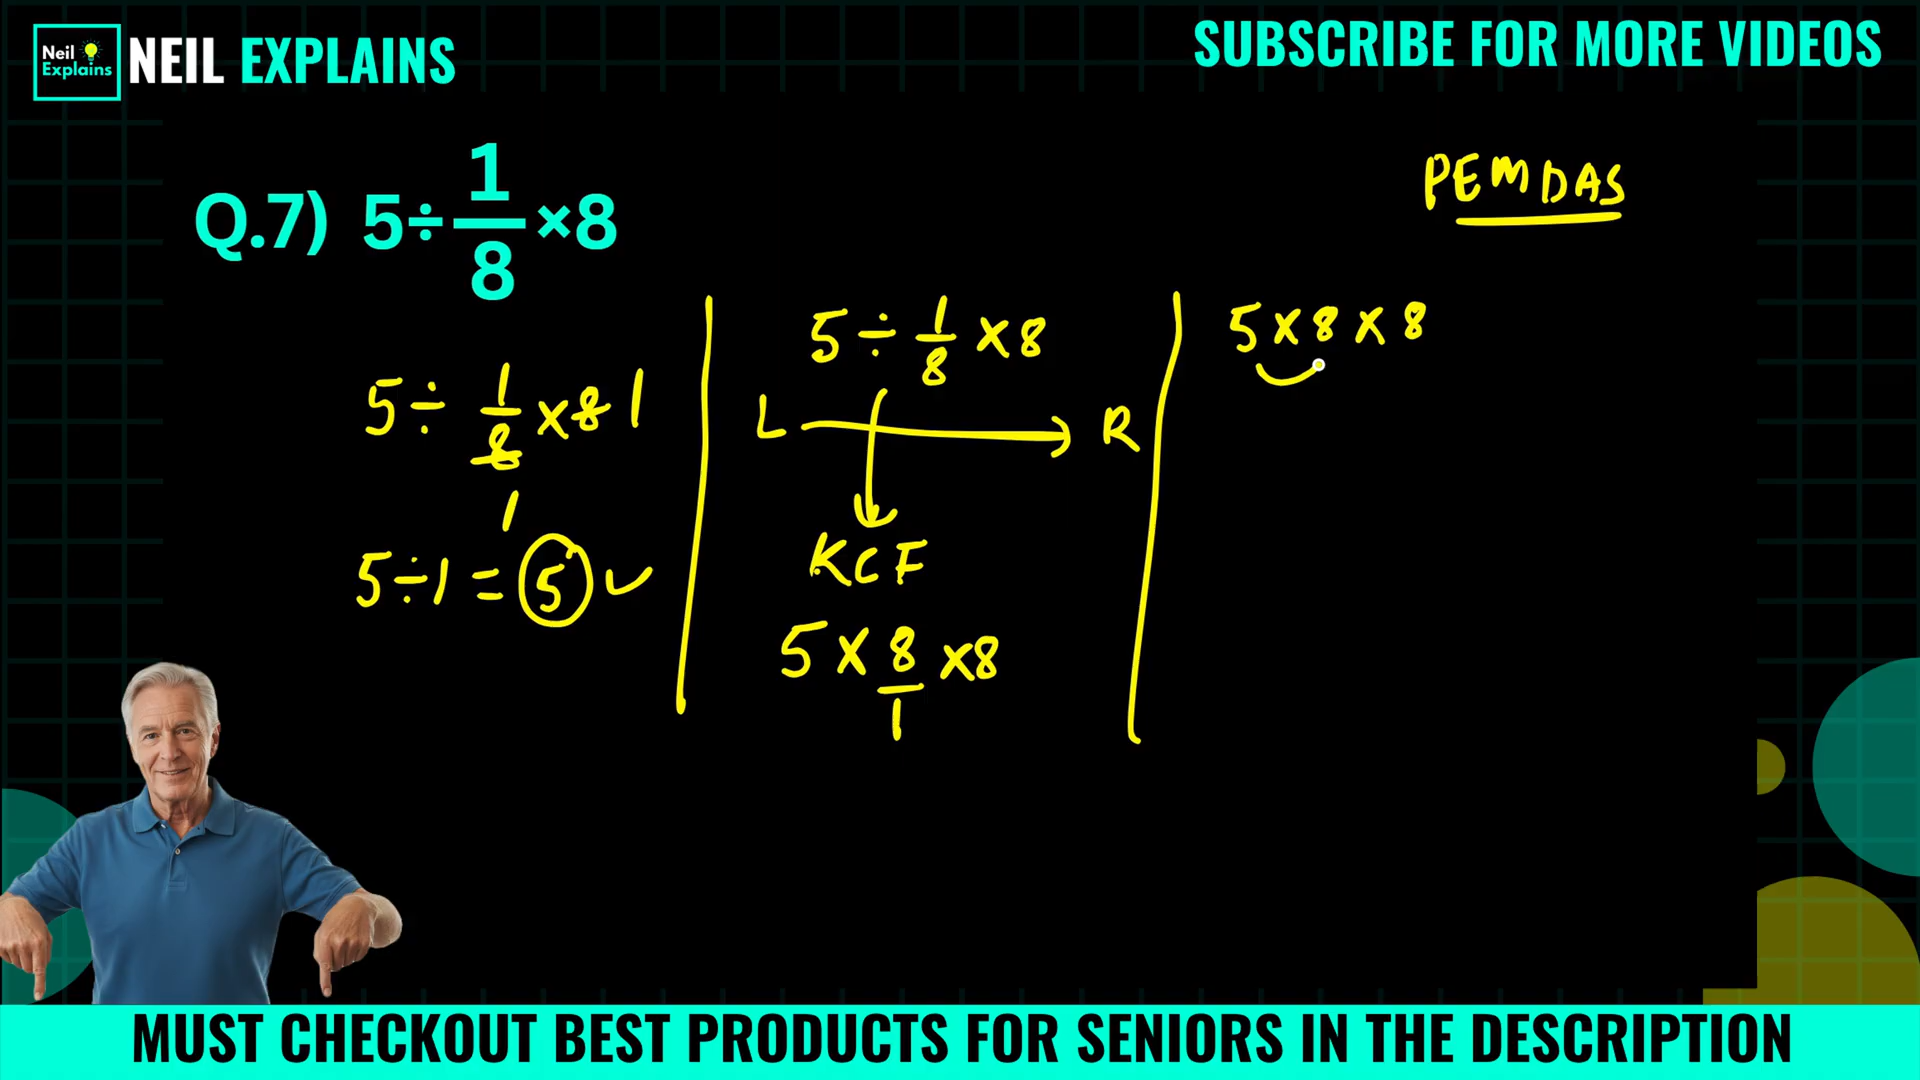 Neil
Explains
NEIL EXPLAINS
SUBSCRIBE FOR MORE VIDEOS
PEMDAS
Q.7) 5÷1/8×8
5 ÷ 1/8 × 8 1
1
5÷1 = 5 ✓
5 ÷ 1/8 × 8
L → R
KCF
5 × 8/1 × 8
5 × 8 × 8
MUST CHECKOUT BEST PRODUCTS FOR SENIORS IN THE DESCRIPTION